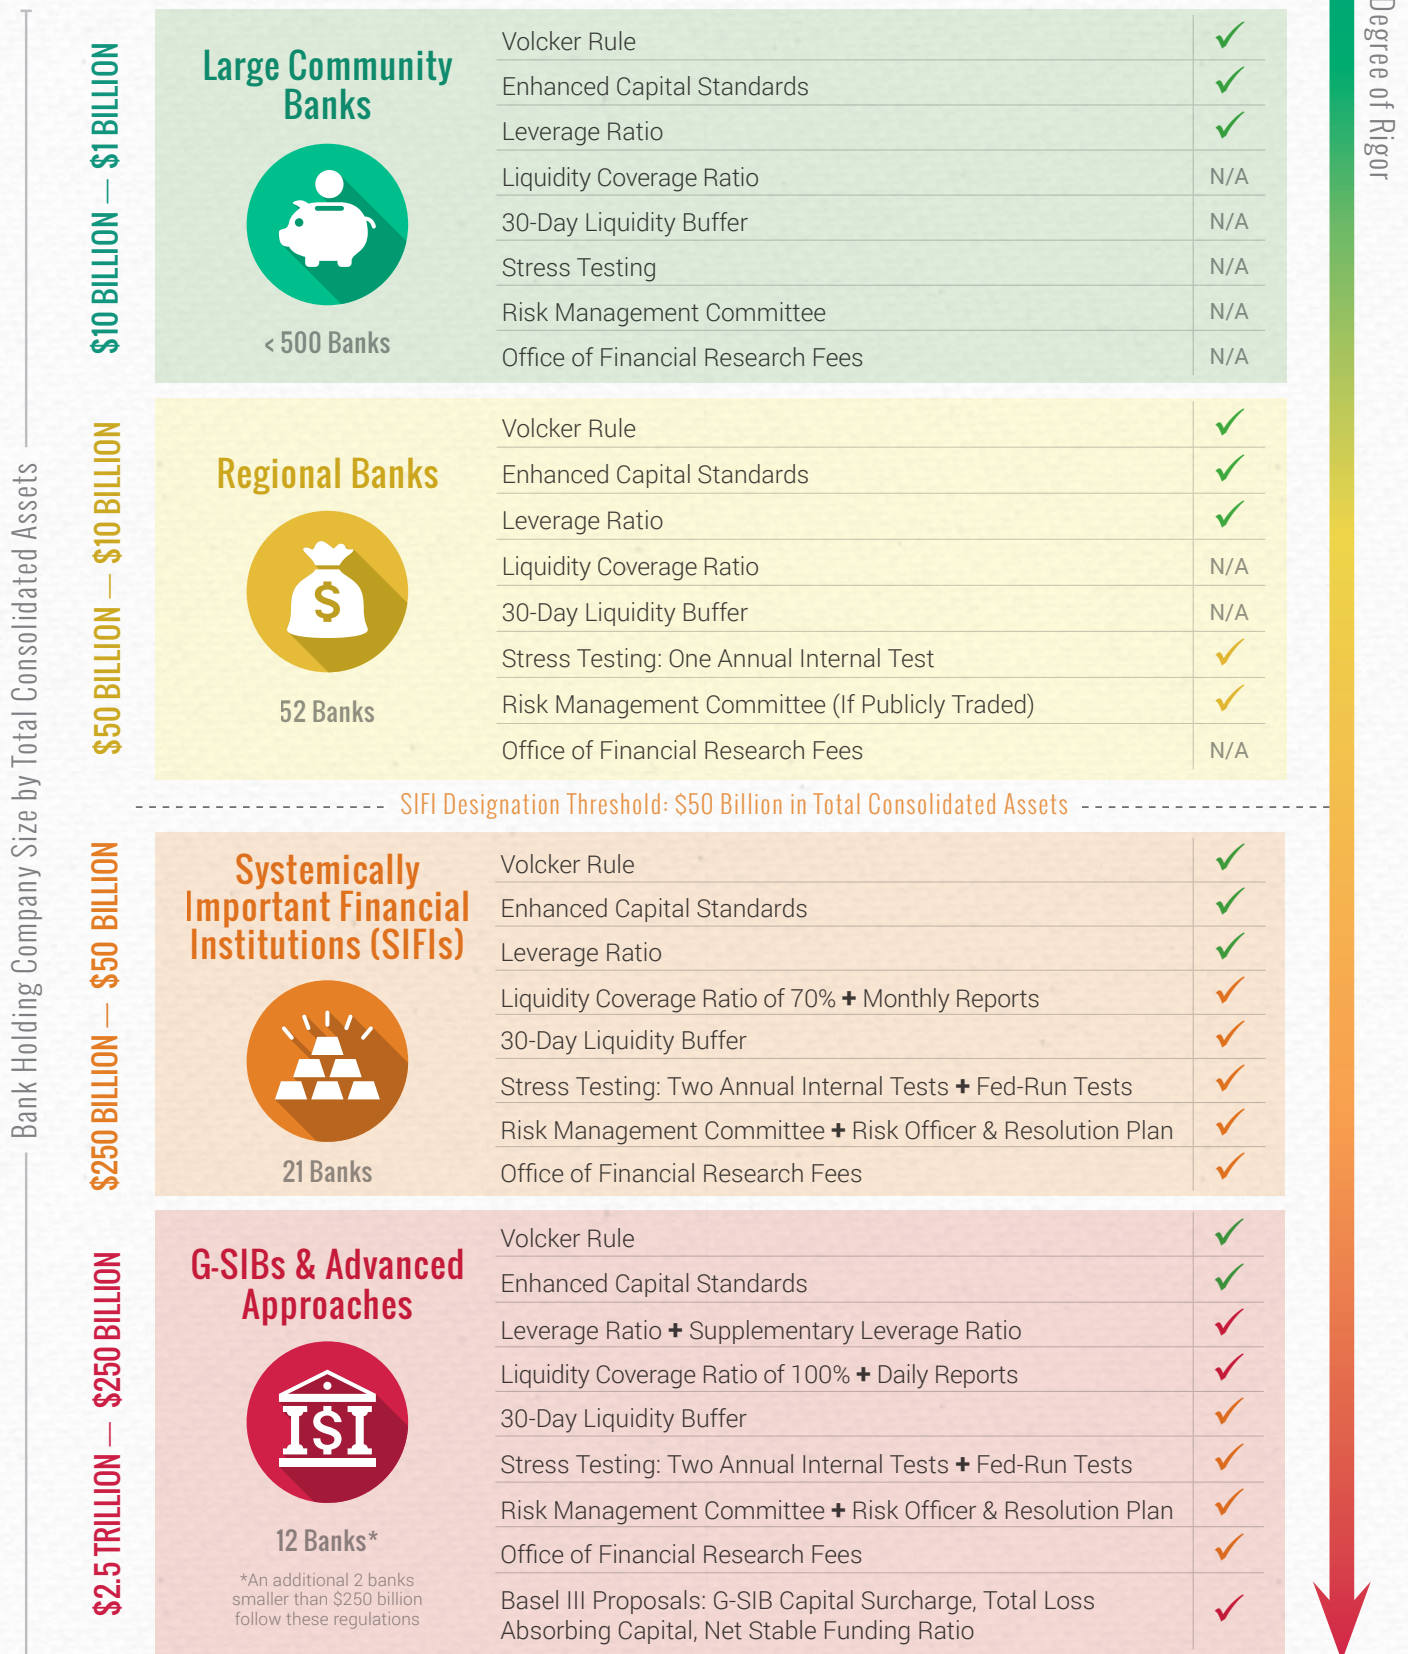 Degree of Rigor
Bank Holding Company Size by Total Consolidated Assets
$10 BILLION — $1 BILLION
Large Community
Banks
< 500 Banks
Volcker Rule
Enhanced Capital Standards
Leverage Ratio
Liquidity Coverage Ratio N/A
30-Day Liquidity Buffer N/A
Stress Testing N/A
Risk Management Committee N/A
Office of Financial Research Fees N/A
$50 BILLION — $10 BILLION
Regional Banks
52 Banks
Volcker Rule
Enhanced Capital Standards
Leverage Ratio
Liquidity Coverage Ratio N/A
30-Day Liquidity Buffer N/A
Stress Testing: One Annual Internal Test
Risk Management Committee (If Publicly Traded)
Office of Financial Research Fees N/A
SIFI Designation Threshold: $50 Billion in Total Consolidated Assets
$250 BILLION — $50 BILLION
Systemically
Important Financial
Institutions (SIFIs)
21 Banks
Volcker Rule
Enhanced Capital Standards
Leverage Ratio
Liquidity Coverage Ratio of 70% + Monthly Reports
30-Day Liquidity Buffer
Stress Testing: Two Annual Internal Tests + Fed-Run Tests
Risk Management Committee + Risk Officer & Resolution Plan
Office of Financial Research Fees
$2.5 TRILLION — $250 BILLION
G-SIBs & Advanced
Approaches
12 Banks*
*An additional 2 banks
smaller than $250 billion
follow these regulations
Volcker Rule
Enhanced Capital Standards
Leverage Ratio + Supplementary Leverage Ratio
Liquidity Coverage Ratio of 100% + Daily Reports
30-Day Liquidity Buffer
Stress Testing: Two Annual Internal Tests + Fed-Run Tests
Risk Management Committee + Risk Officer & Resolution Plan
Office of Financial Research Fees
Basel III Proposals: G-SIB Capital Surcharge, Total Loss
Absorbing Capital, Net Stable Funding Ratio